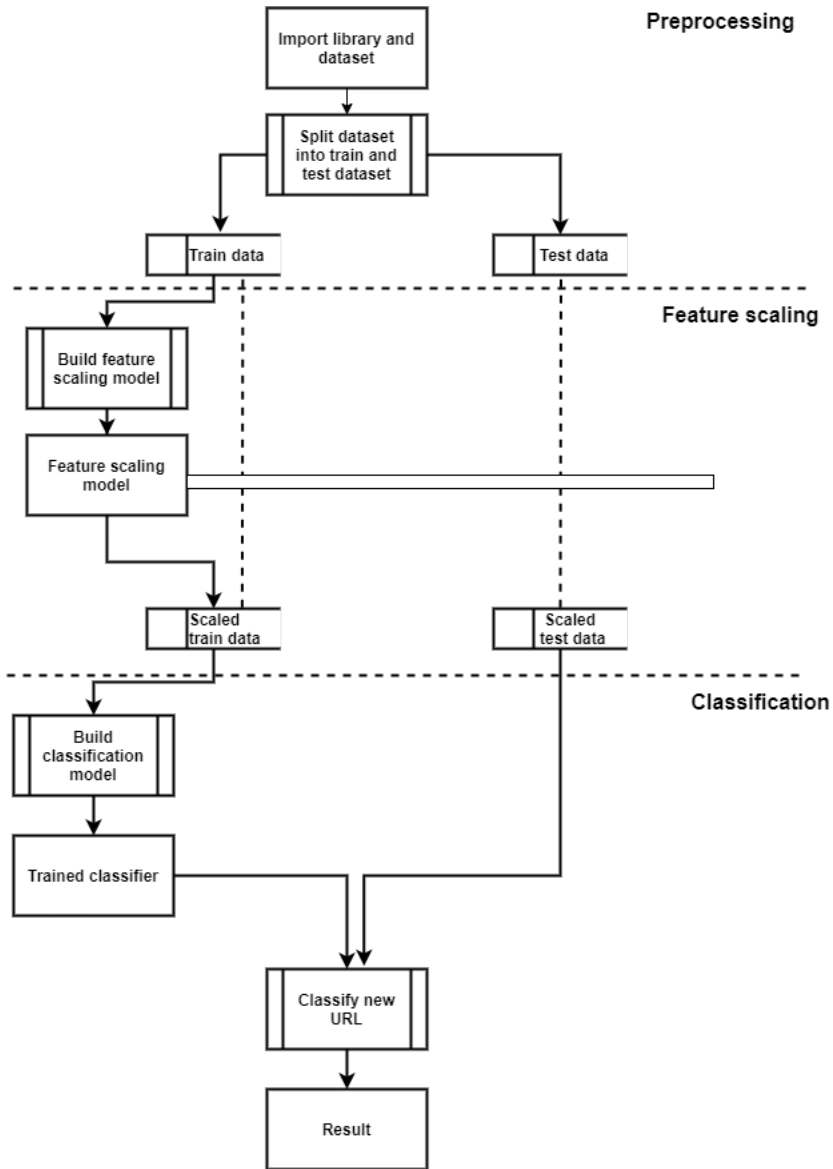 Preprocessing
Import library and
dataset
Split dataset
into train and
test dataset
Train data
Test data
Feature scaling
Build feature
scaling model
Feature scaling
model
Scaled
train data
Scaled
test data
Classification
Build
classification
model
Trained classifier
Classify new
URL
Result